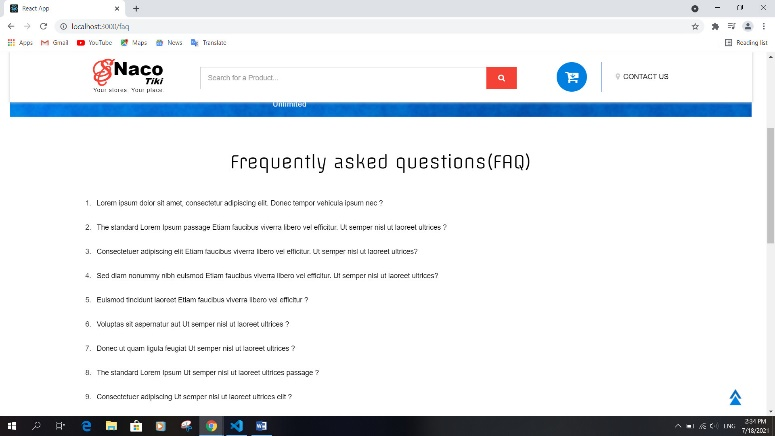 React App
localhost:3000/faq
Apps Gmail YouTube Maps News Translate Reading list
Naco
Tiki
Your stores Your place
Search for a Product...
CONTACT US
Unlimited
Frequently asked questions(FAQ)
1. Lorem ipsum dolor sit amet, consectetur adipiscing elit. Donec tempor vehicula ipsum nec ?
2. The standard Lorem Ipsum passage Etiam faucibus viverra libero vel efficitur. Ut semper nisl ut laoreet ultrices ?
3. Consectetuer adipiscing elit Etiam faucibus viverra libero vel efficitur. Ut semper nisl ut laoreet ultrices?
4. Sed diam nonummy nibh euismod Etiam faucibus viverra libero vel efficitur. Ut semper nisl ut laoreet ultrices?
5. Euismod tincidunt laoreet Etiam faucibus viverra libero vel efficitur ?
6. Voluptas sit aspernatur aut Ut semper nisl ut laoreet ultrices ?
7. Donec ut quam ligula feugiat Ut semper nisl ut laoreet ultrices ?
8. The standard Lorem Ipsum Ut semper nisl ut laoreet ultrices passage ?
9. Consectetuer adipiscing Ut semper nisl ut laoreet ultrices elit ?
ENG
2:34 PM
7/18/2021